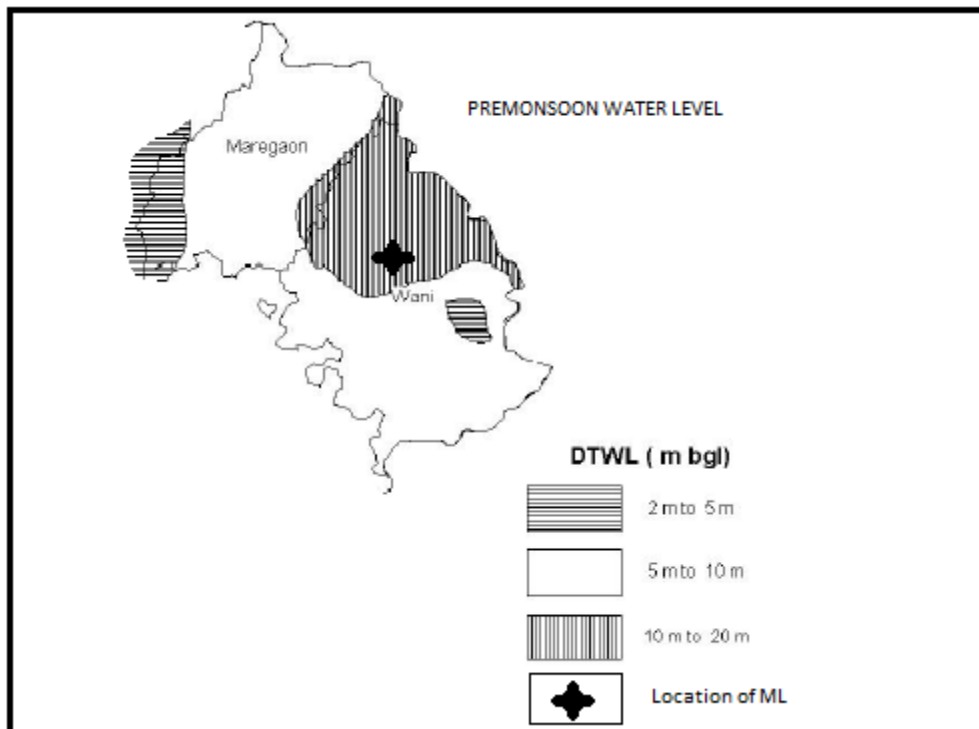 PREMONSOON WATER LEVEL
Maregaon
Wani
DTWL ( m bgl)
2 m to 5 m
5 m to 10 m
10 m to 20 m
Location of ML